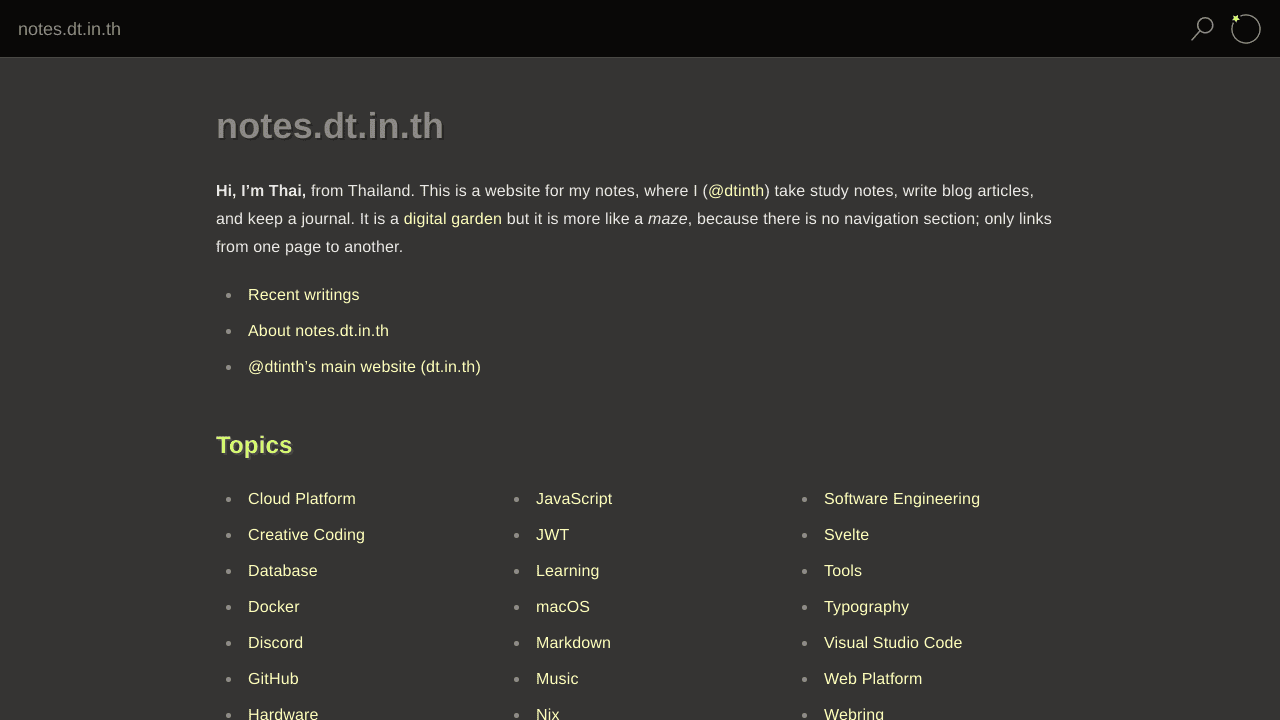 notes.dt.in.th
notes.dt.in.th
Hi, I’m Thai, from Thailand. This is a website for my notes, where I (@dtinth) take study notes, write blog articles,
and keep a journal. It is a digital garden but it is more like a maze, because there is no navigation section; only links
from one page to another.
Recent writings
About notes.dt.in.th
@dtinth’s main website (dt.in.th)
Topics
Cloud Platform
Creative Coding
Database
Docker
Discord
GitHub
Hardware
JavaScript
JWT
Learning
macOS
Markdown
Music
Nix
Software Engineering
Svelte
Tools
Typography
Visual Studio Code
Web Platform
Webring